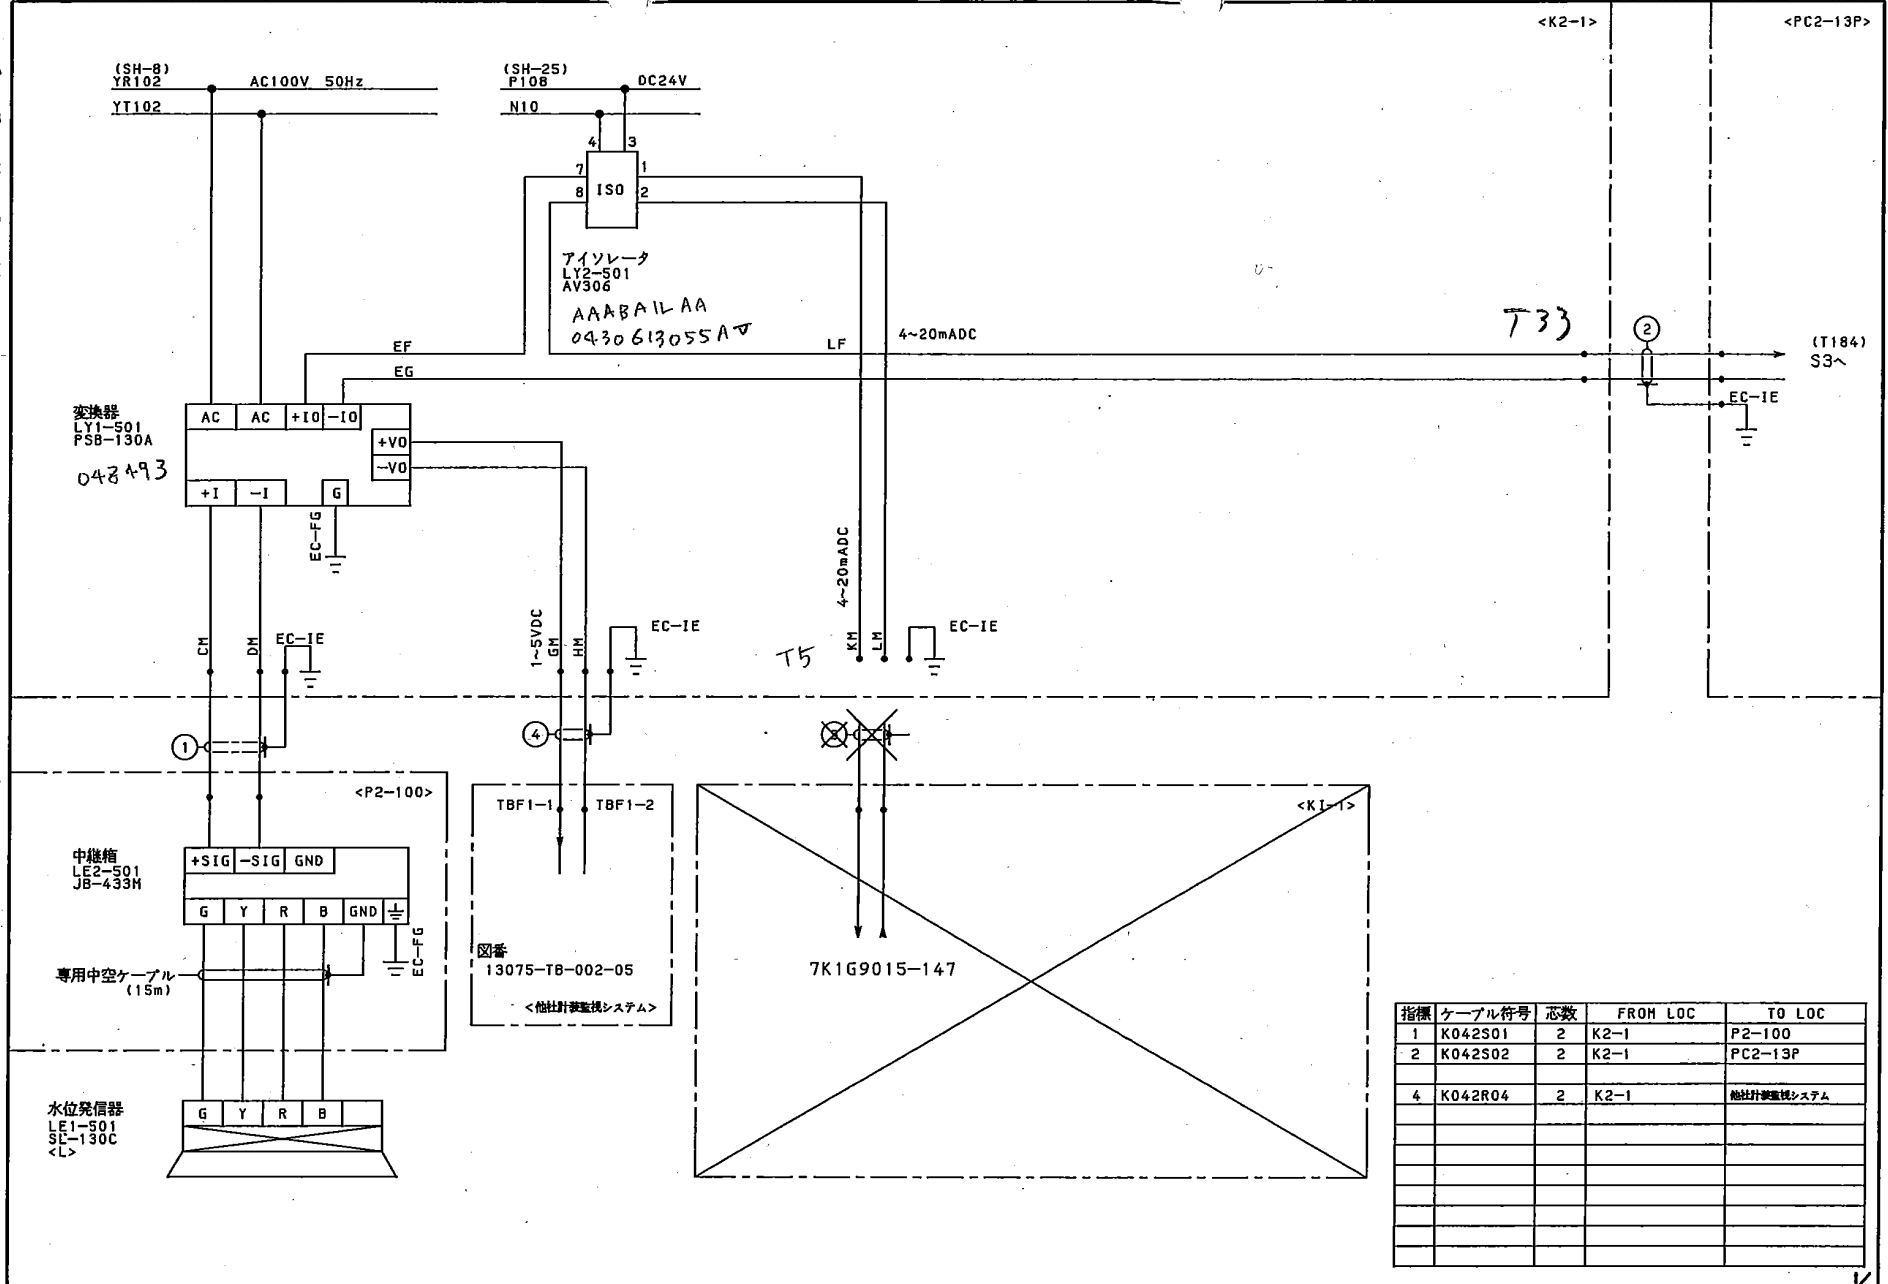 <K2-1>
<PC2-13P>
(SH-8)
YR102
AC100V 50Hz
YT102
(SH-25)
P108
DC24V
N10
4
3
7
1
8
ISO
2
アイソレータ
LY2-501
AV306
AAABA1LAA
0430613055A
EF
EG
LF
4~20mADC
T33
2
(T184)
S3へ
EC-IE
変換器
LY1-501
PSB-130A
048493
AC
AC
+IO
-IO
+VO
-VO
+I
-I
G
EC-FG
CM
DM
EC-IE
1~5VDC
GM
HM
EC-IE
T5
4~20mADC
KM
LM
EC-IE
1
4
<P2-100>
中継箱
LE2-501
JB-433M
+SIG
-SIG
GND
G
Y
R
B
GND
EC-FG
専用中空ケーブル
(15m)
TBF1-1
TBF1-2
図番
13075-TB-002-05
<他社計装監視システム>
<KI-1>
7K1G9015-147
水位発信器
LE1-501
SL-130C
<L>
G
Y
R
B
指標 ケーブル符号 芯数 FROM LOC TO LOC
1 K042S01 2 K2-1 P2-100
2 K042S02 2 K2-1 PC2-13P
4 K042R04 2 K2-1 他社計装監視システム